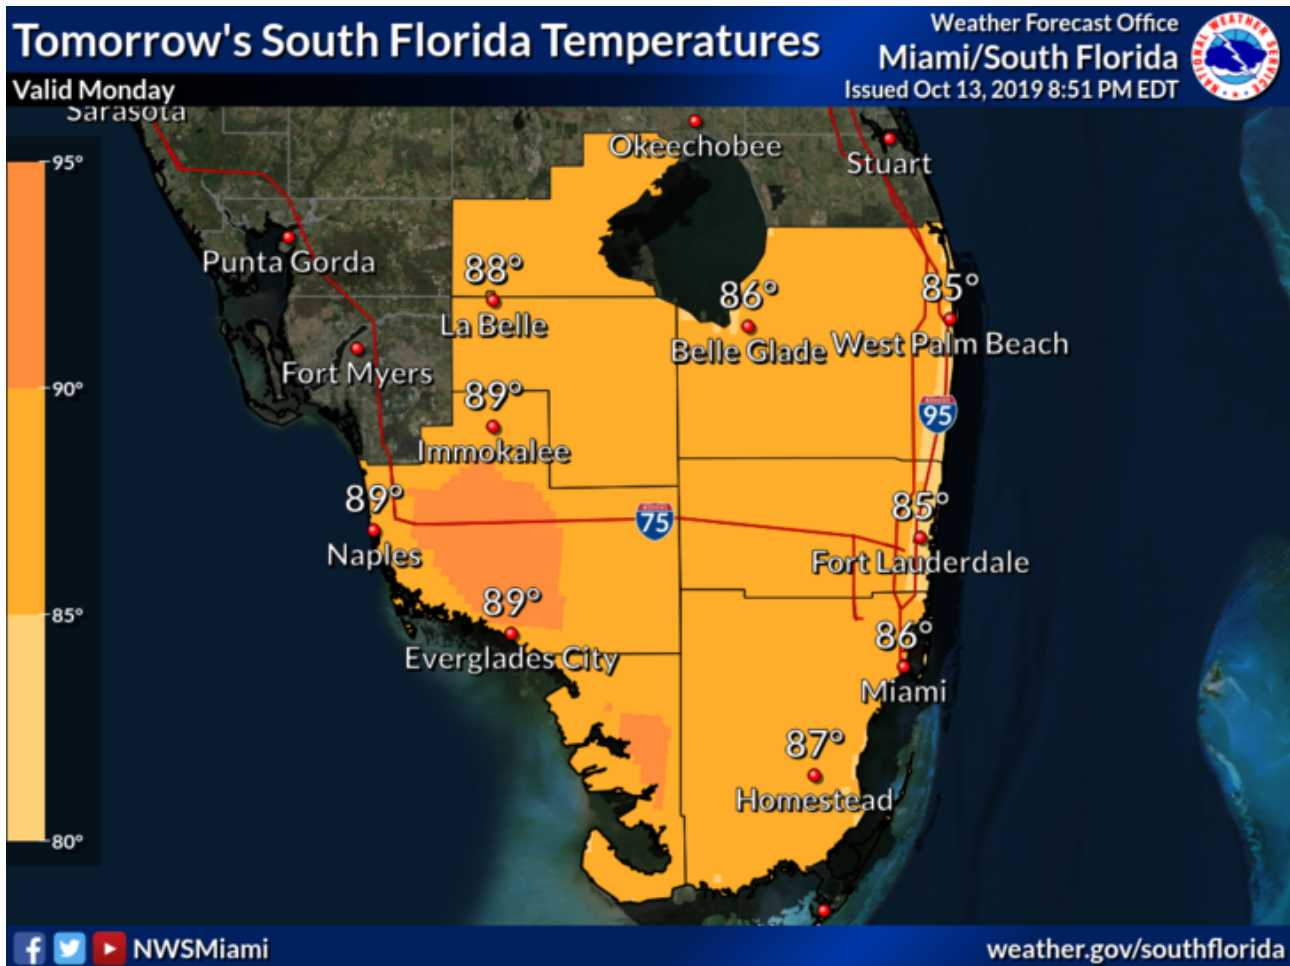 Tomorrow's South Florida Temperatures
Weather Forecast Office
Miami/South Florida
Issued Oct 13, 2019 8:51 PM EDT
Valid Monday
NATIONAL WEATHER SERVICE
Sarasota
Okeechobee
Stuart
95°
Punta Gorda
88°
La Belle
86°
Belle Glade
85°
West Palm Beach
Fort Myers
90°
89°
Immokalee
95
89°
Naples
75
85°
Fort Lauderdale
89°
Everglades City
85°
86°
Miami
87°
Homestead
80°
NWSMiami
weather.gov/southflorida